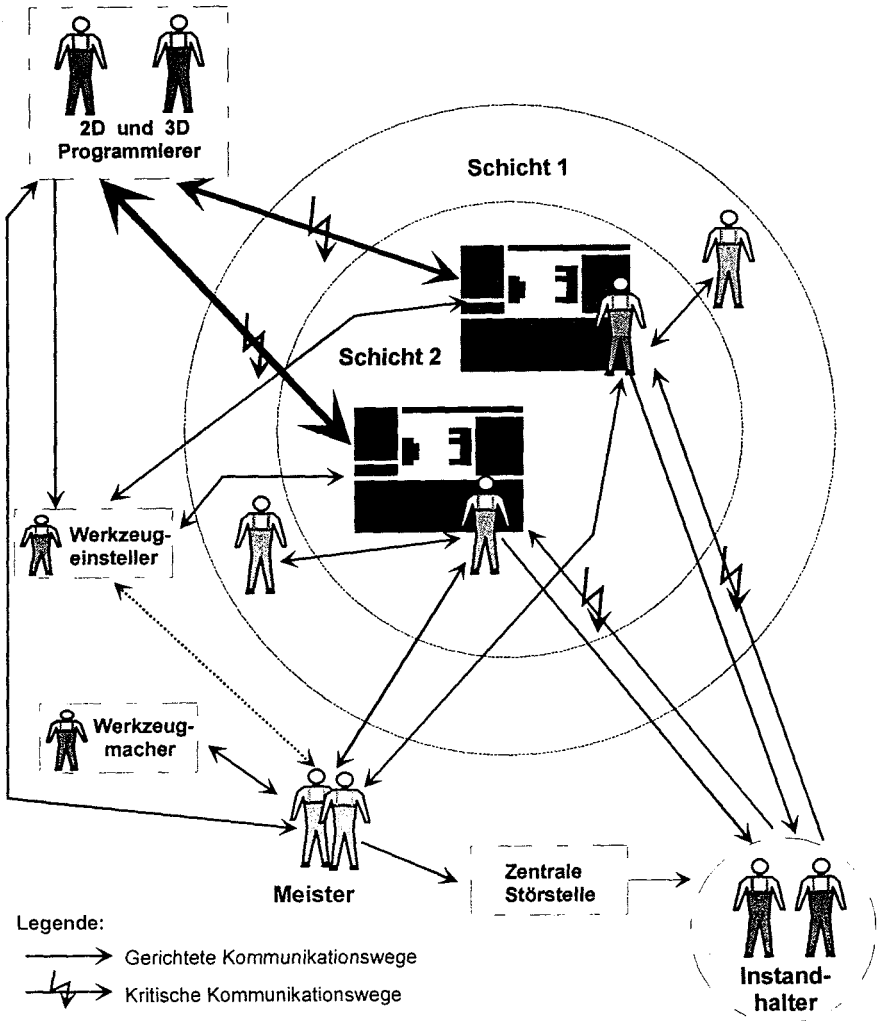 2D und 3D
Programmierer
Schicht 1
Schicht 2
Werkzeug-
einsteller
Werkzeug-
macher
Meister
Zentrale
Störstelle
Instand-
halter
Legende:
Gerichtete Kommunikationswege
Kritische Kommunikationswege